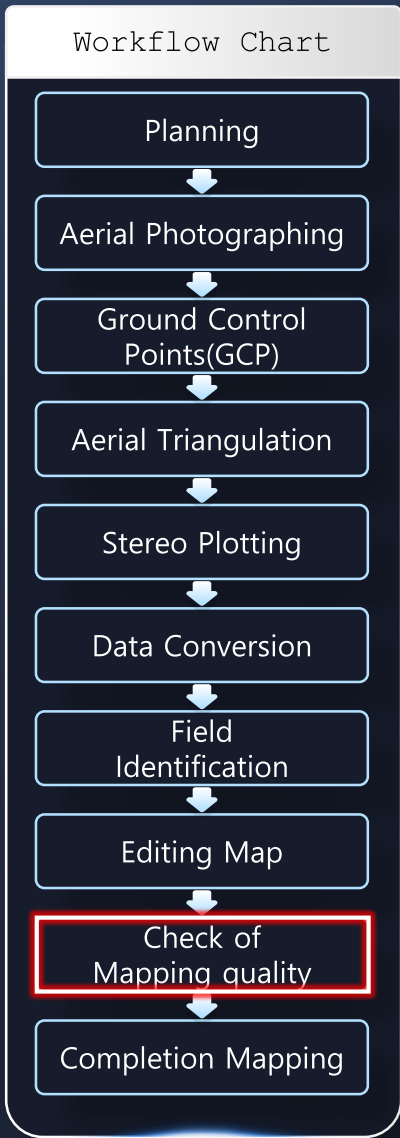 Workflow Chart
Planning
Aerial Photographing
Ground Control
Points(GCP)
Aerial Triangulation
Stereo Plotting
Data Conversion
Field
Identification
Editing Map
Check of
Mapping quality
Completion Mapping